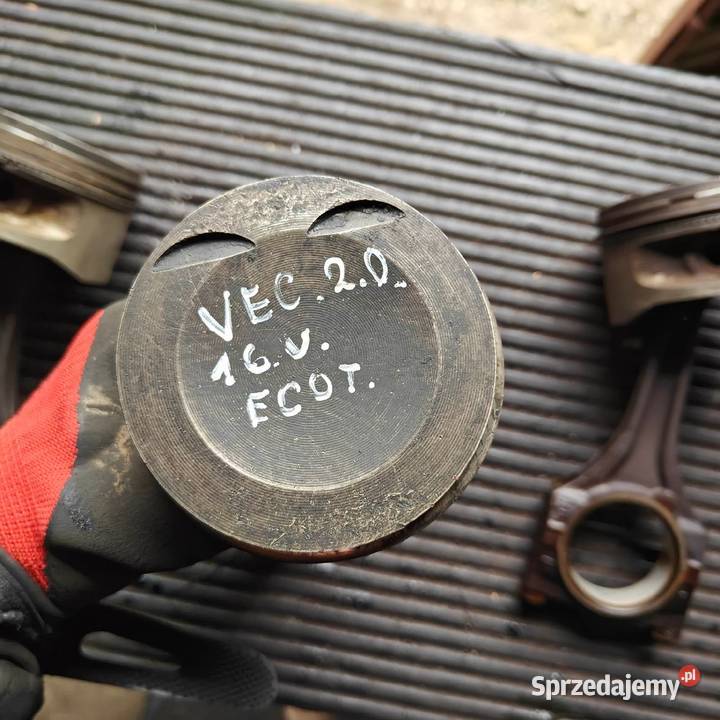 VEC. 2.0.
16.V.
ECOT.
Sprzedajemy.pl